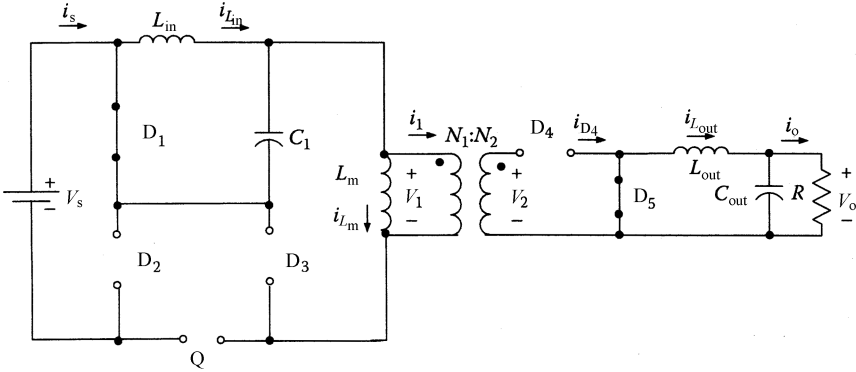 i_s
L_in
i_Lin
D_1
C_1
i_1
N_1:N_2
D_4
i_D4
i_Lout
i_o
+
V_s
−
L_m
i_Lm
+
V_1
−
+
V_2
−
D_5
L_out
C_out
R
+
V_o
−
D_2
D_3
Q